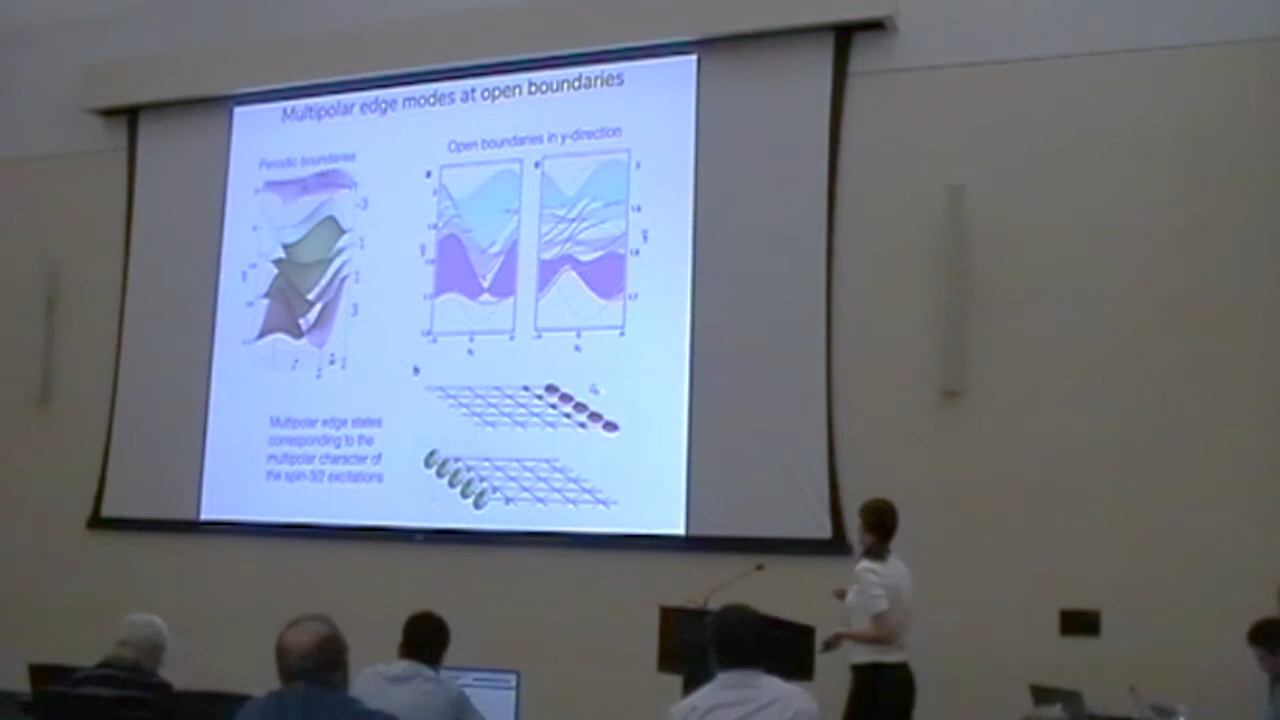 Multipolar edge modes at open boundaries
Periodic boundaries
Open boundaries in y-direction
Multipolar edge states
corresponding to the
multipolar character of
the spin-3/2 excitations